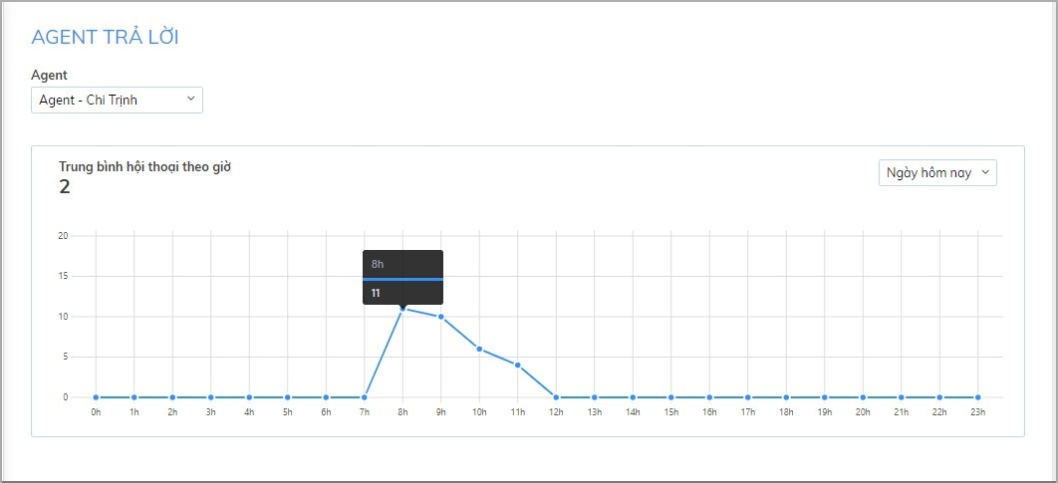 AGENT TRẢ LỜI
Agent
Agent - Chi Trịnh
Trung bình hội thoại theo giờ
2
Ngày hôm nay
20
15
10
5
0
8h
11
0h 1h 2h 3h 4h 5h 6h 7h 8h 9h 10h 11h 12h 13h 14h 15h 16h 17h 18h 19h 20h 21h 22h 23h